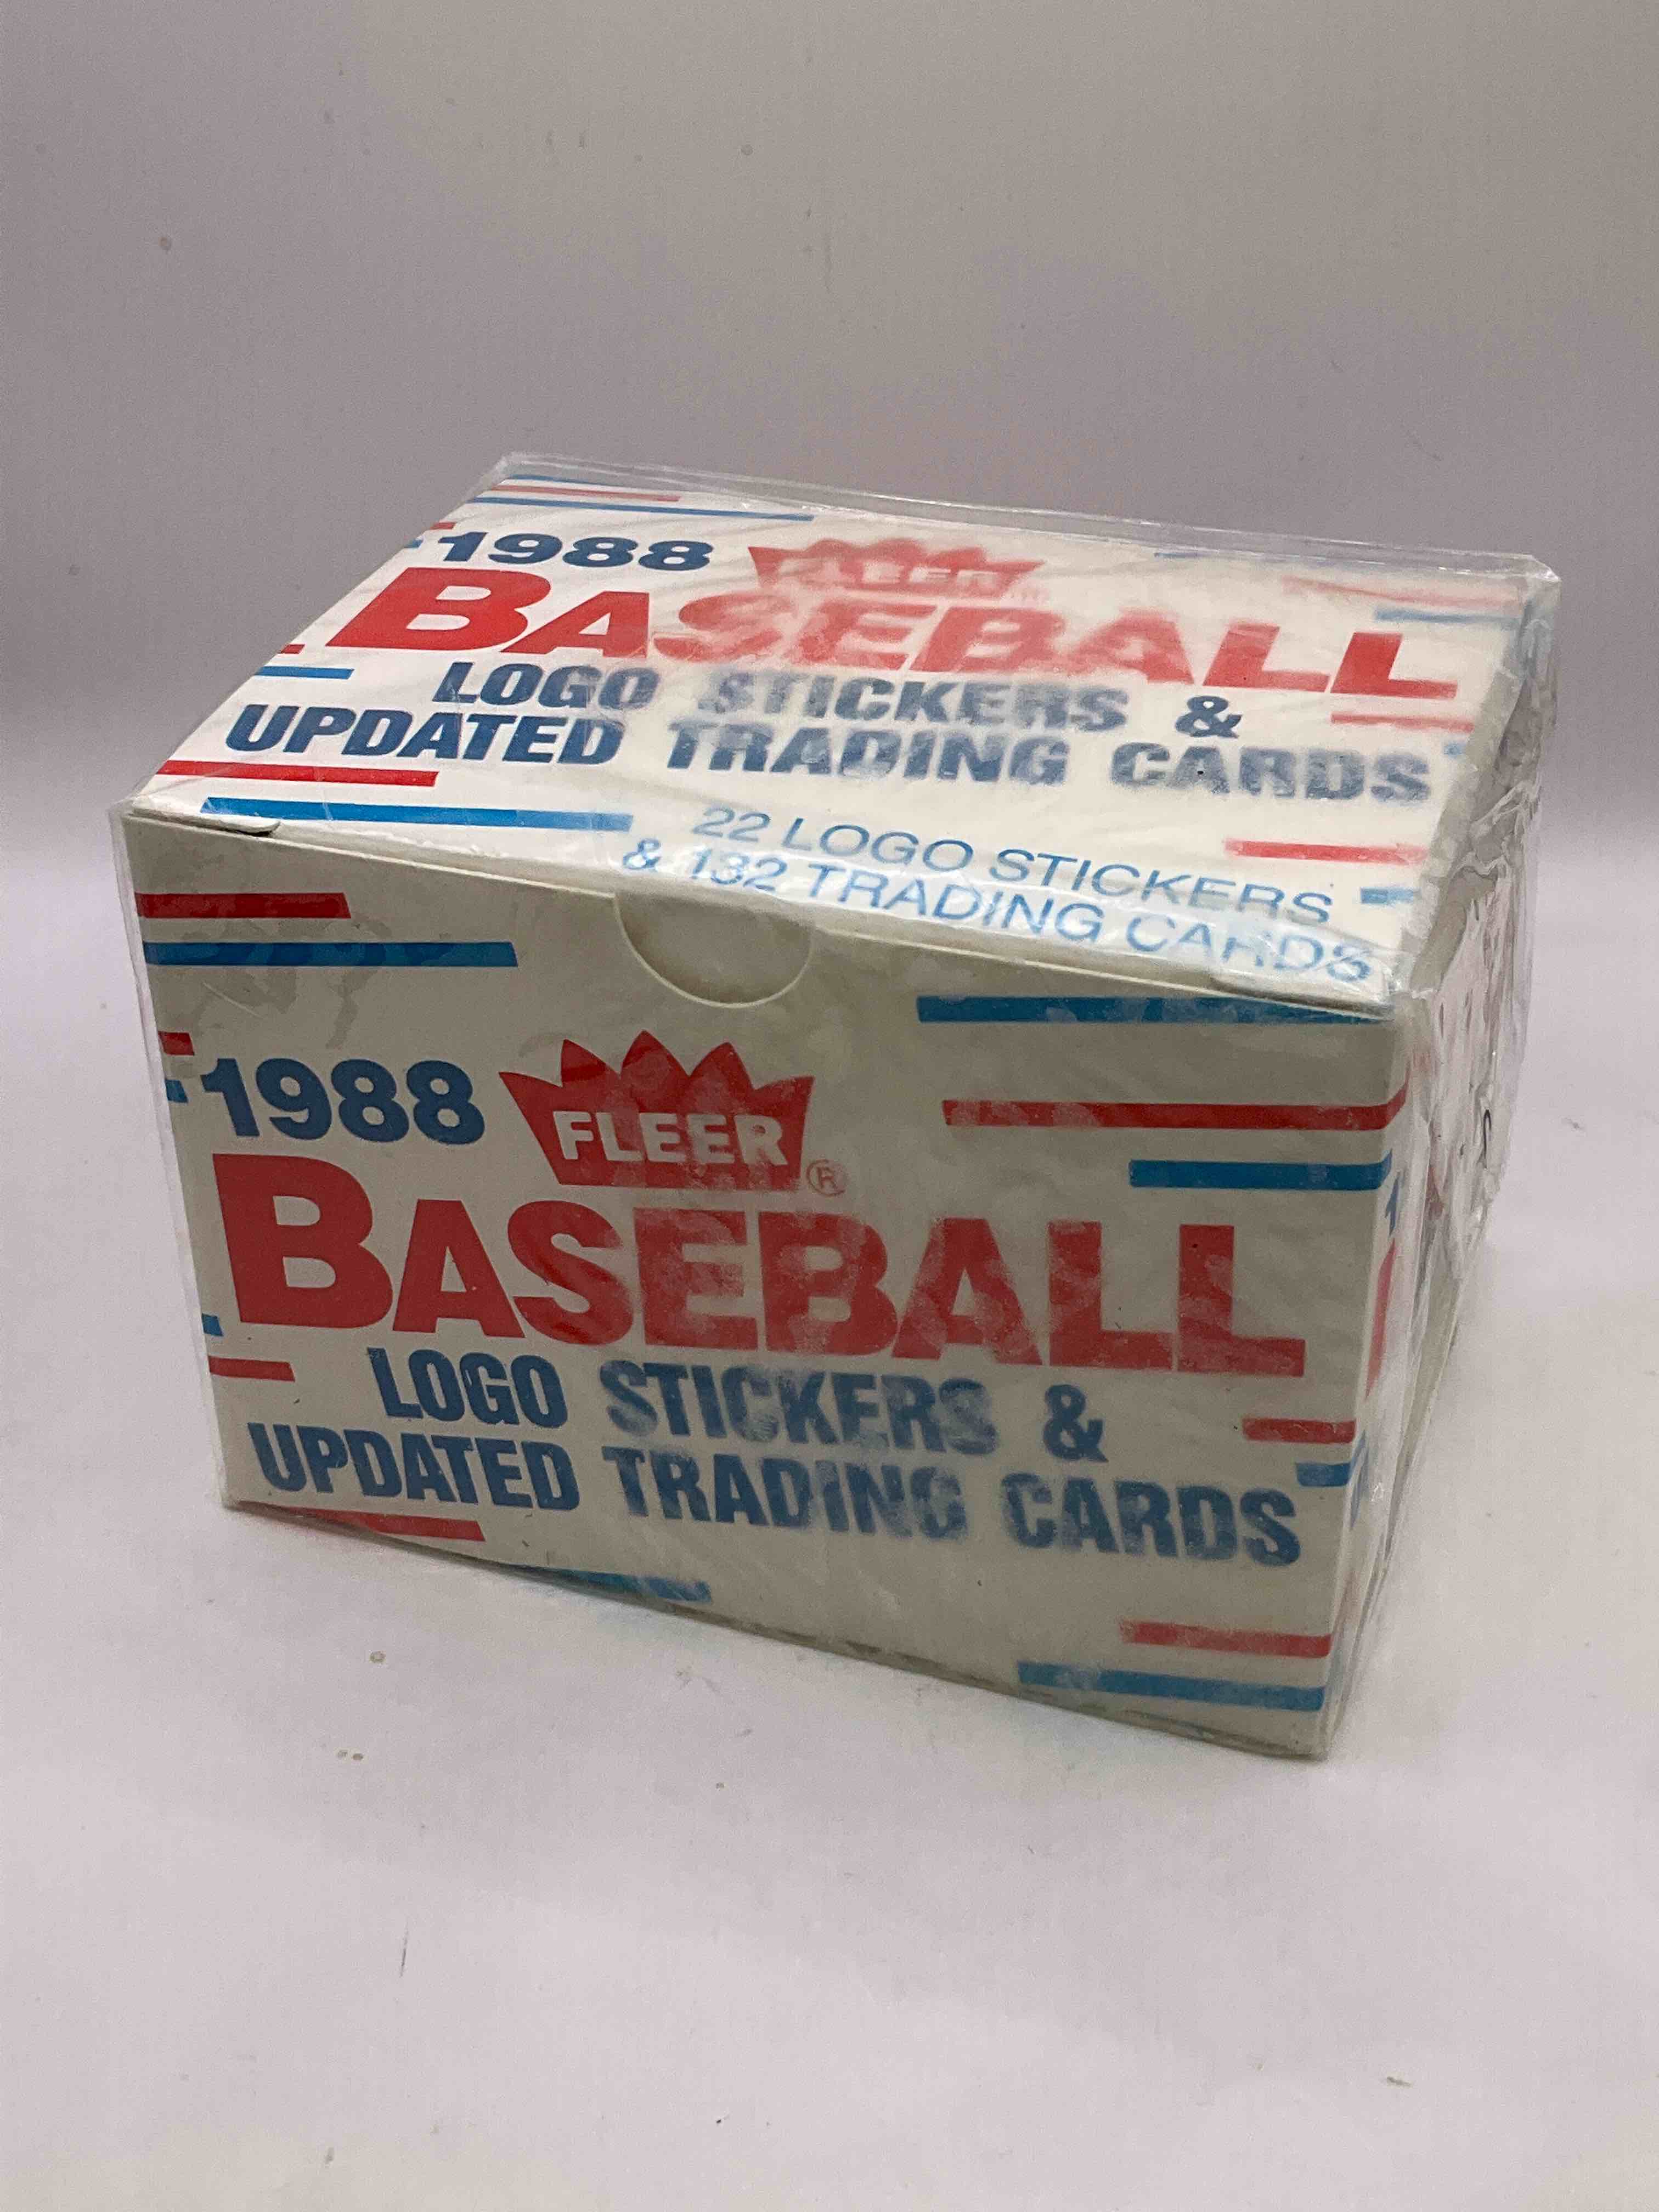 1988 FLEER
BASEBALL
LOGO STICKERS &
UPDATED TRADING CARDS
22 LOGO STICKERS
& 132 TRADING CARDS
1988 FLEER ®
BASEBALL
LOGO STICKERS &
UPDATED TRADING CARDS